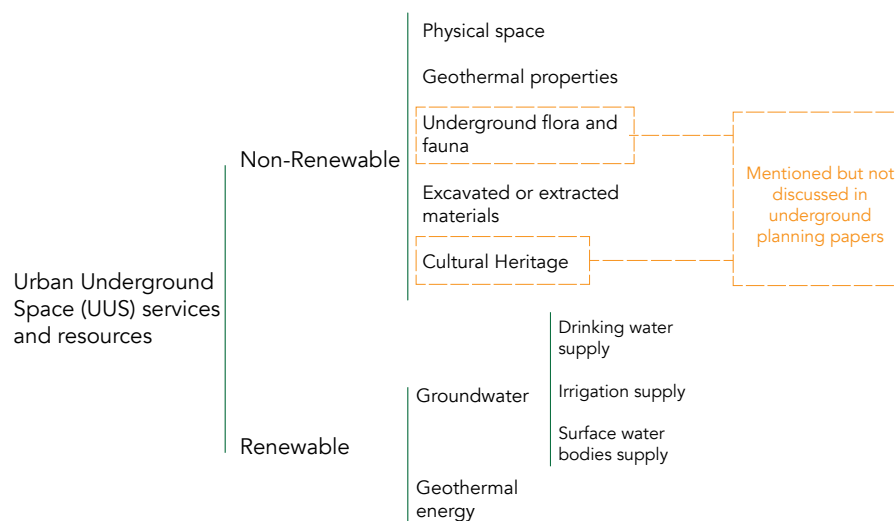 Urban Underground
Space (UUS) services
and resources
Non-Renewable
Physical space
Geothermal properties
Underground flora and
fauna
Excavated or extracted
materials
Cultural Heritage
Mentioned but not
discussed in
underground
planning papers
Renewable
Groundwater
Drinking water
supply
Irrigation supply
Surface water
bodies supply
Geothermal
energy